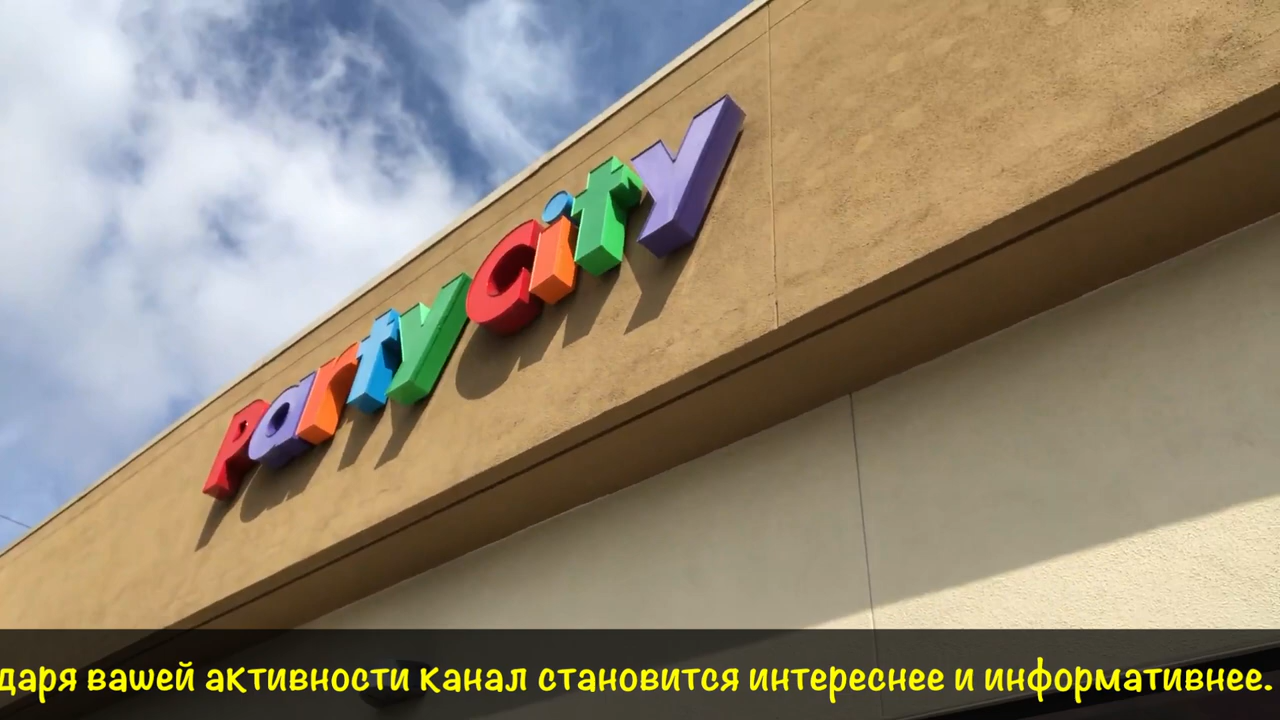 Party City
даря вашей активности канал становится интереснее и информативнее.